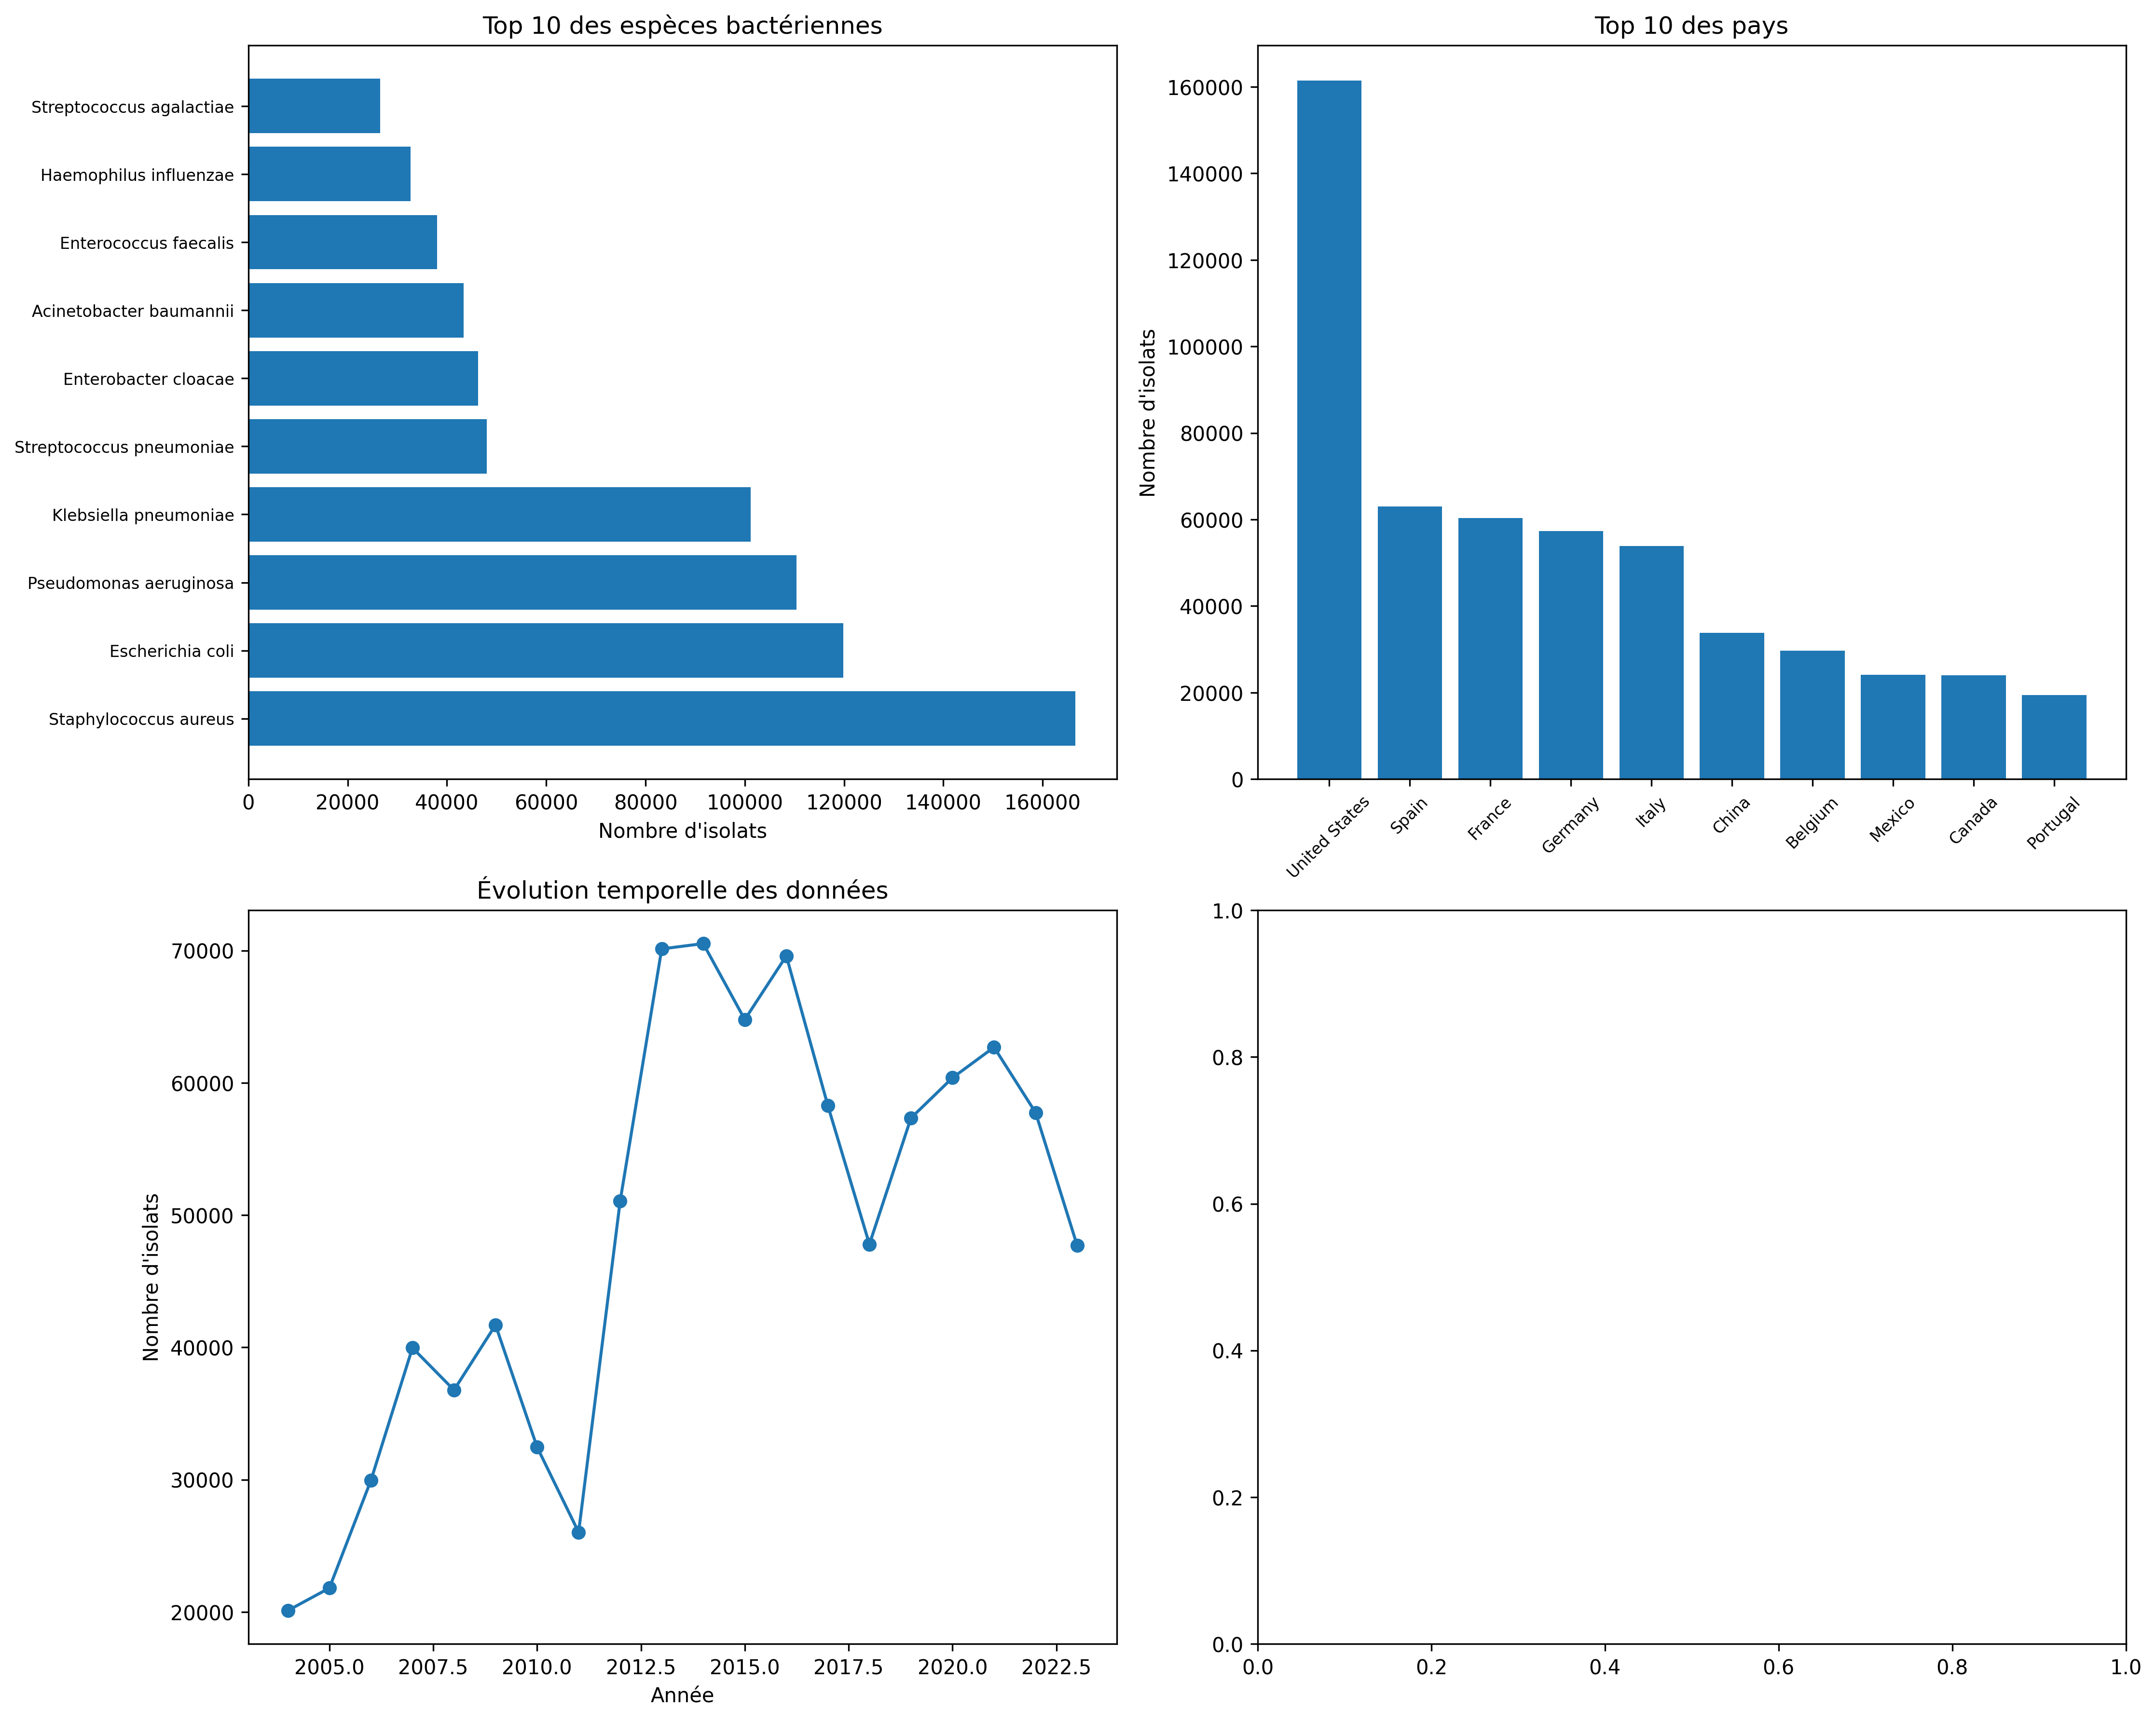 Top 10 des espèces bactériennes
Streptococcus agalactiae
Haemophilus influenzae
Enterococcus faecalis
Acinetobacter baumannii
Enterobacter cloacae
Streptococcus pneumoniae
Klebsiella pneumoniae
Pseudomonas aeruginosa
Escherichia coli
Staphylococcus aureus
0 20000 40000 60000 80000 100000 120000 140000 160000
Nombre d'isolats
Top 10 des pays
Nombre d'isolats
160000
140000
120000
100000
80000
60000
40000
20000
0
United States Spain France Germany Italy China Belgium Mexico Canada Portugal
Évolution temporelle des données
Nombre d'isolats
70000
60000
50000
40000
30000
20000
2005.0 2007.5 2010.0 2012.5 2015.0 2017.5 2020.0 2022.5
Année
1.0
0.8
0.6
0.4
0.2
0.0
0.0 0.2 0.4 0.6 0.8 1.0